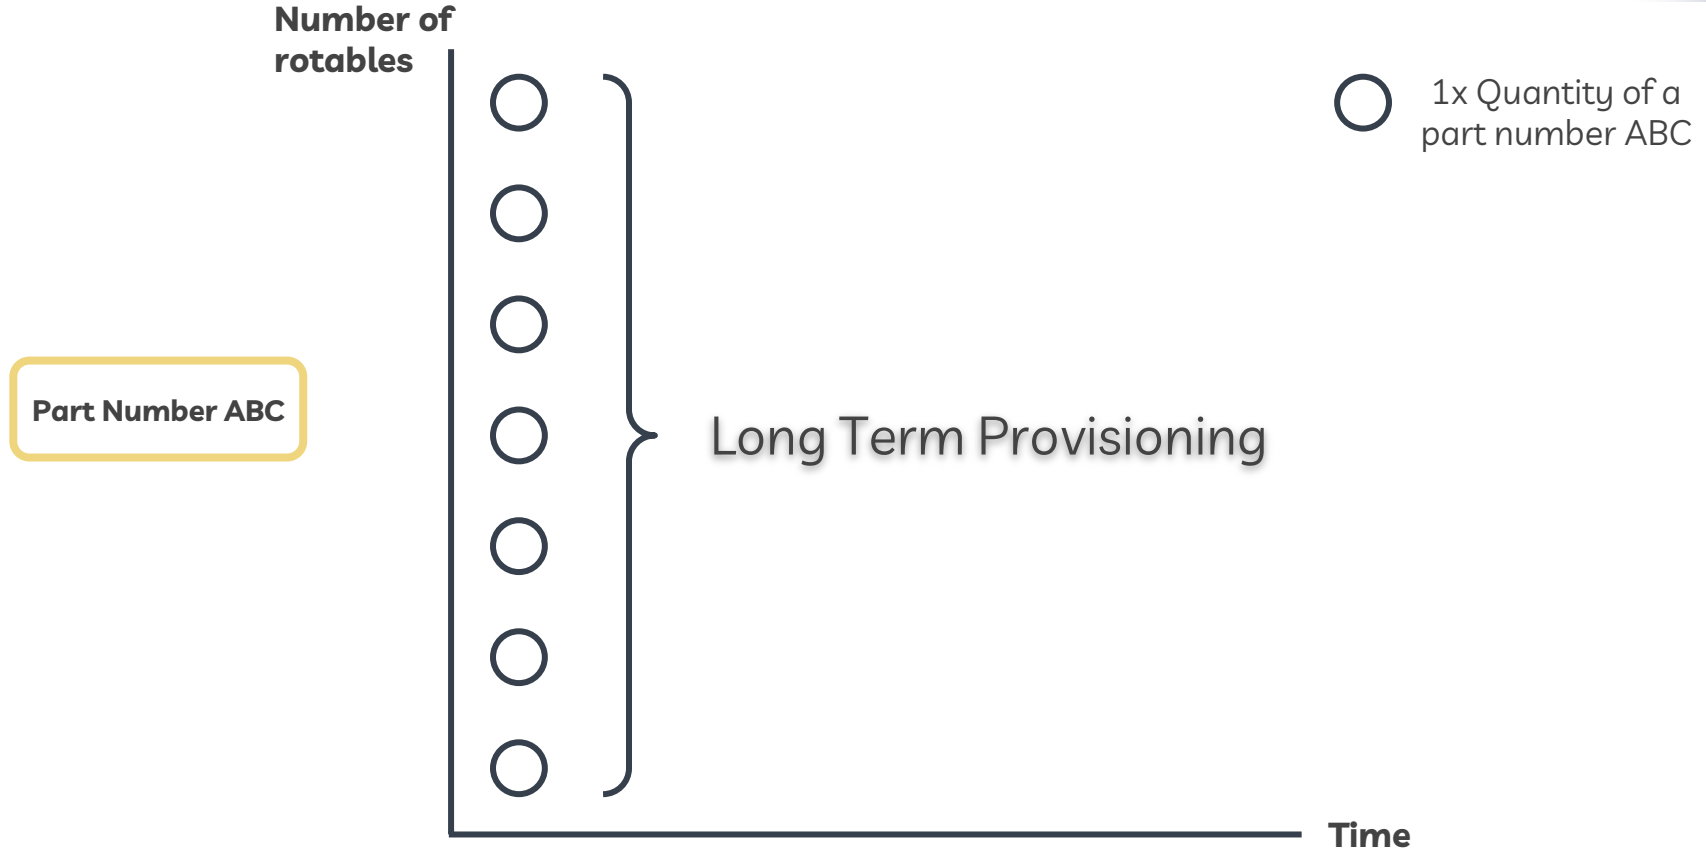 Number of
rotables
1x Quantity of a
part number ABC
Part Number ABC
Long Term Provisioning
Time